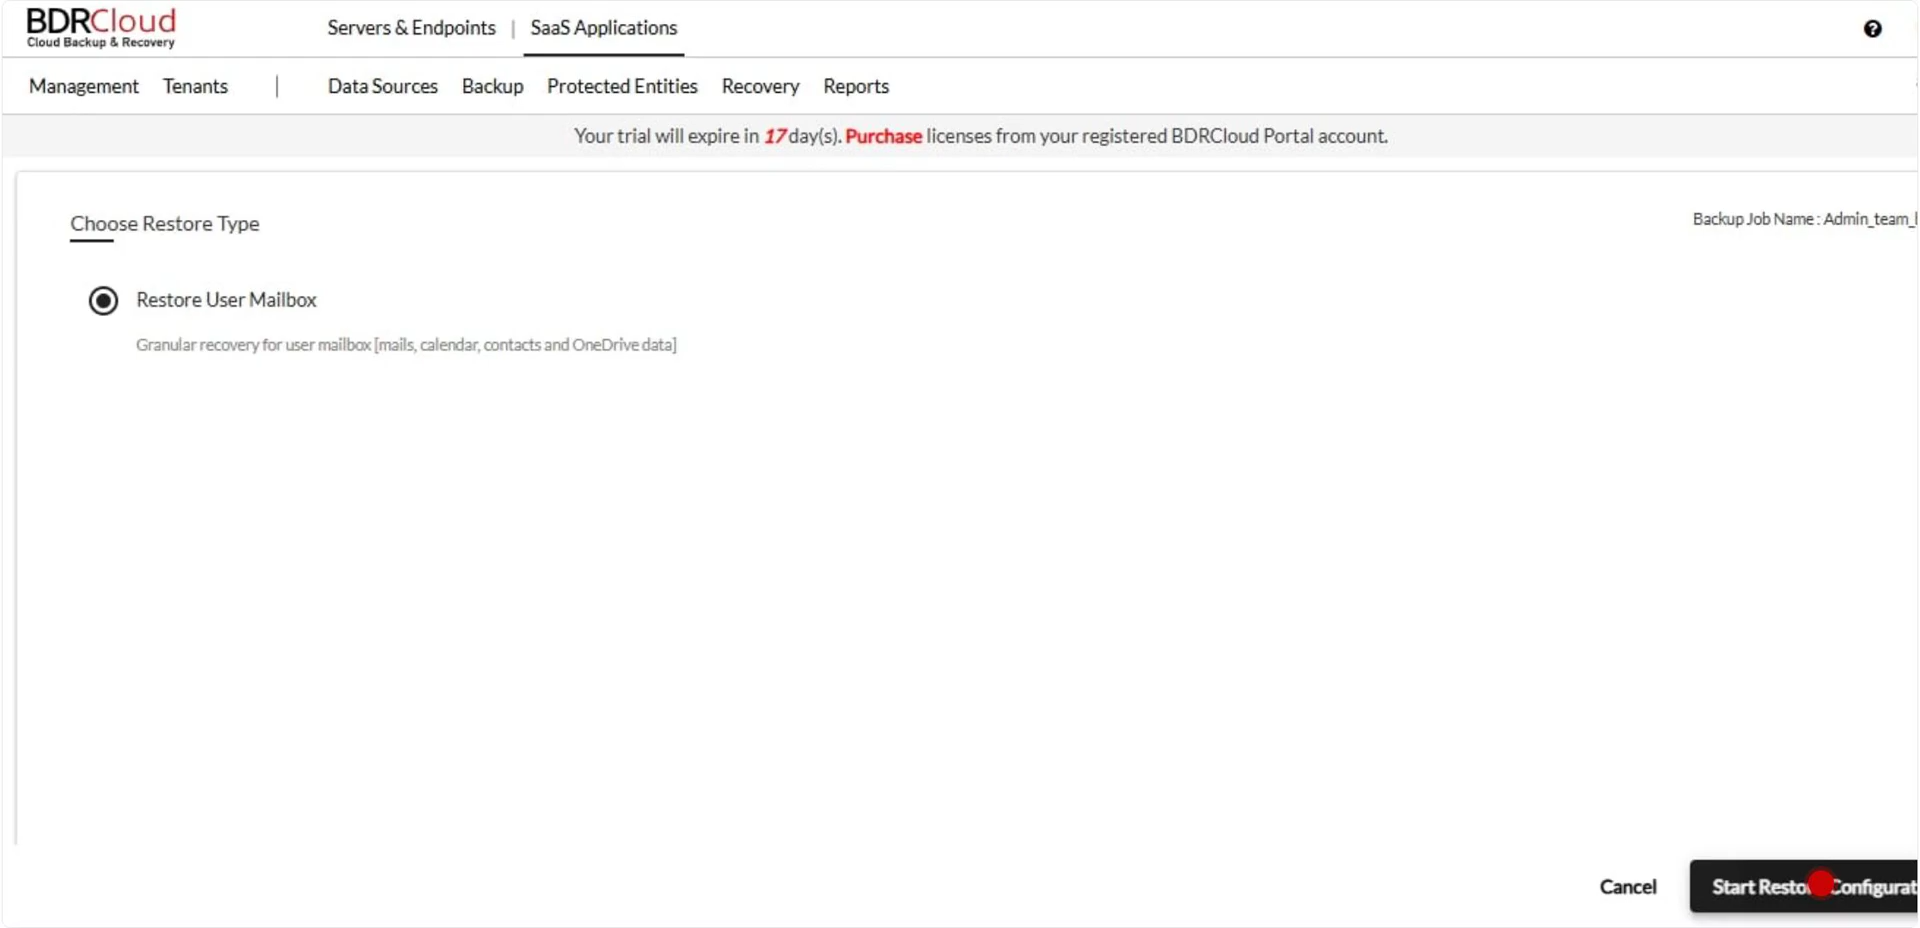 BDRCloud
Cloud Backup & Recovery
Servers & Endpoints | SaaS Applications
Management Tenants | Data Sources Backup Protected Entities Recovery Reports
Your trial will expire in 17 day(s). Purchase licenses from your registered BDRCloud Portal account.
Choose Restore Type
Backup Job Name : Admin_team_
Restore User Mailbox
Granular recovery for user mailbox [mails, calendar, contacts and OneDrive data]
Cancel
Start